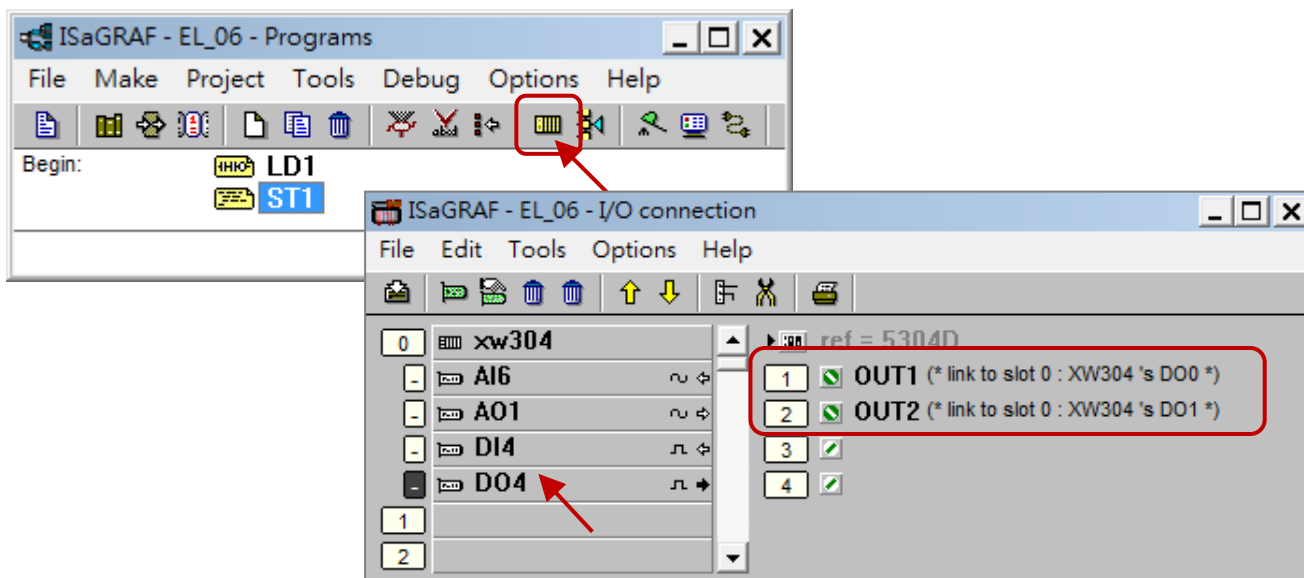 ISaGRAF - EL_06 - Programs
File Make Project Tools Debug Options Help
Begin:
LD1
ST1
ISaGRAF - EL_06 - I/O connection
File Edit Tools Options Help
0 xw304
ref = 5304D
- AI6
1 OUT1 (* link to slot 0 : XW304 's DO0 *)
- AO1
2 OUT2 (* link to slot 0 : XW304 's DO1 *)
- DI4
3
- DO4
4
1
2